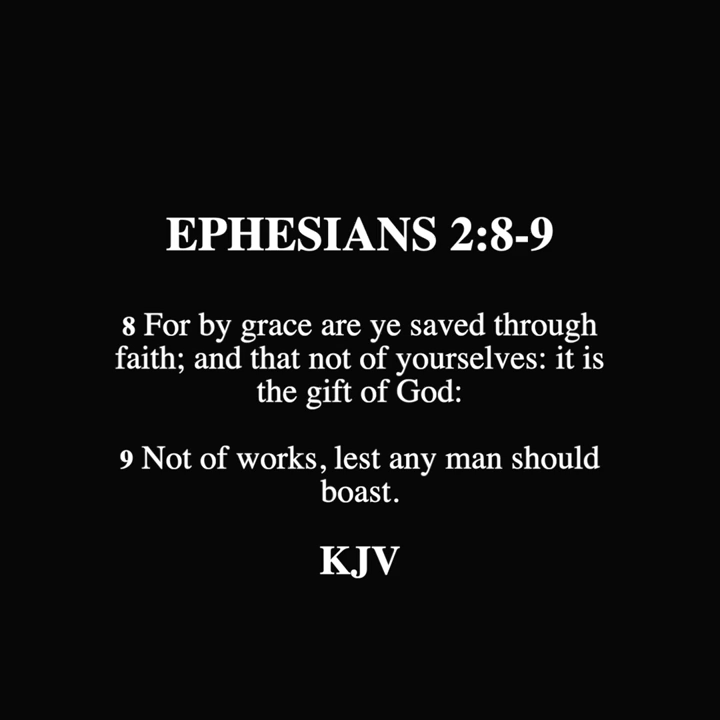 EPHESIANS 2:8-9
8 For by grace are ye saved through
faith; and that not of yourselves: it is
the gift of God:
9 Not of works, lest any man should
boast.
KJV